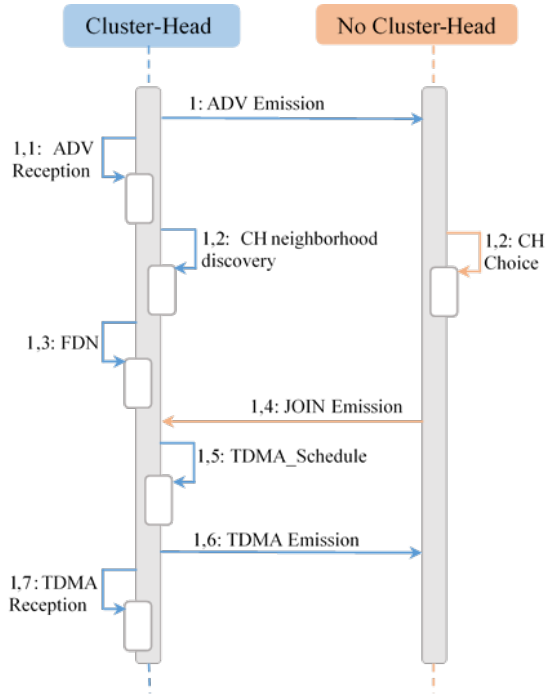 Cluster-Head
No Cluster-Head
1: ADV Emission
1,1: ADV
Reception
1,2: CH neighborhood
discovery
1,2: CH
Choice
1,3: FDN
1,4: JOIN Emission
1,5: TDMA_Schedule
1,6: TDMA Emission
1,7: TDMA
Reception